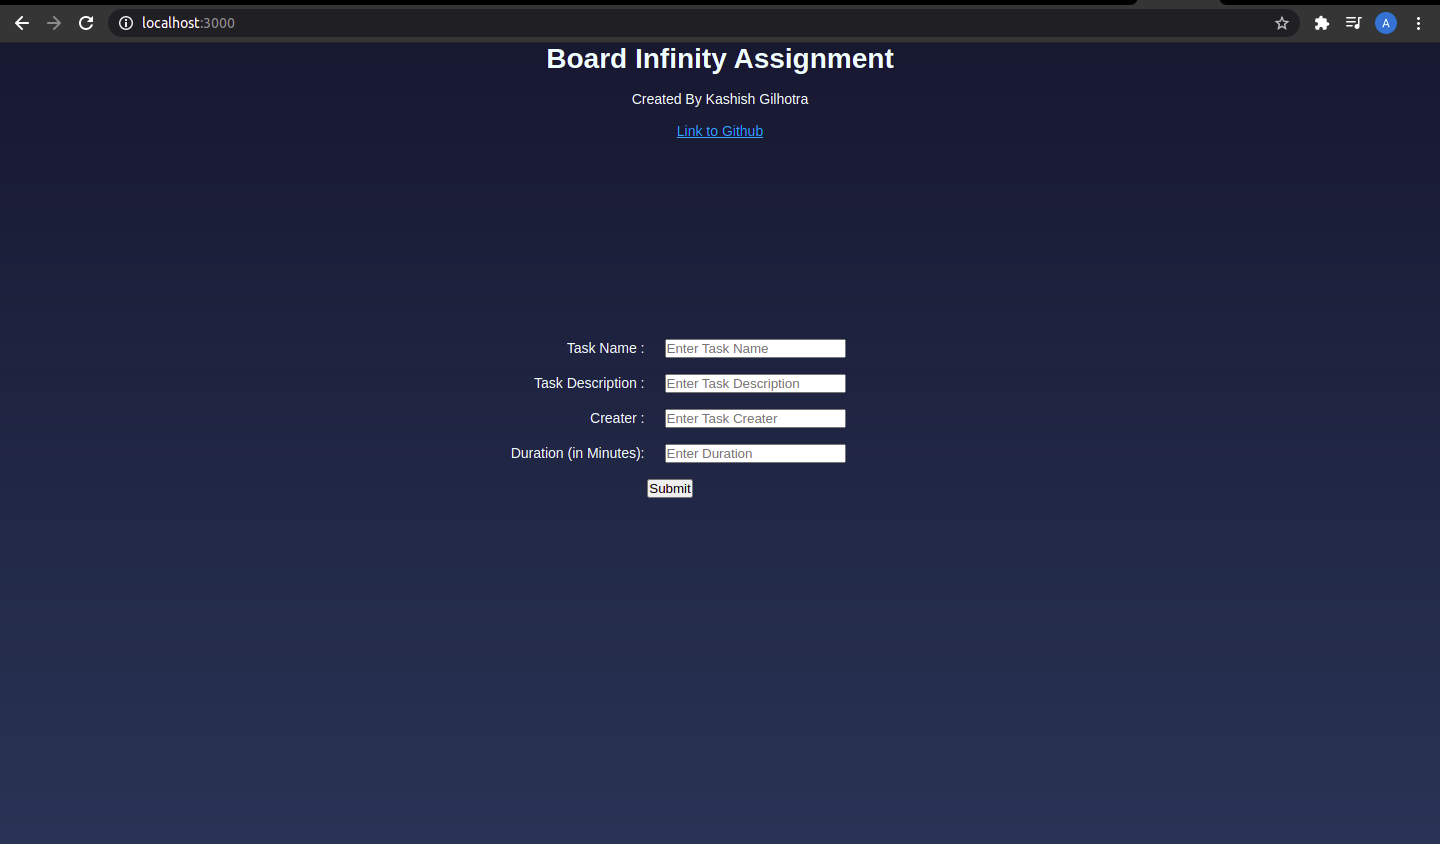 localhost:3000
A
Board Infinity Assignment
Created By Kashish Gilhotra
Link to Github
Task Name : Enter Task Name
Task Description : Enter Task Description
Creater : Enter Task Creater
Duration (in Minutes): Enter Duration
Submit